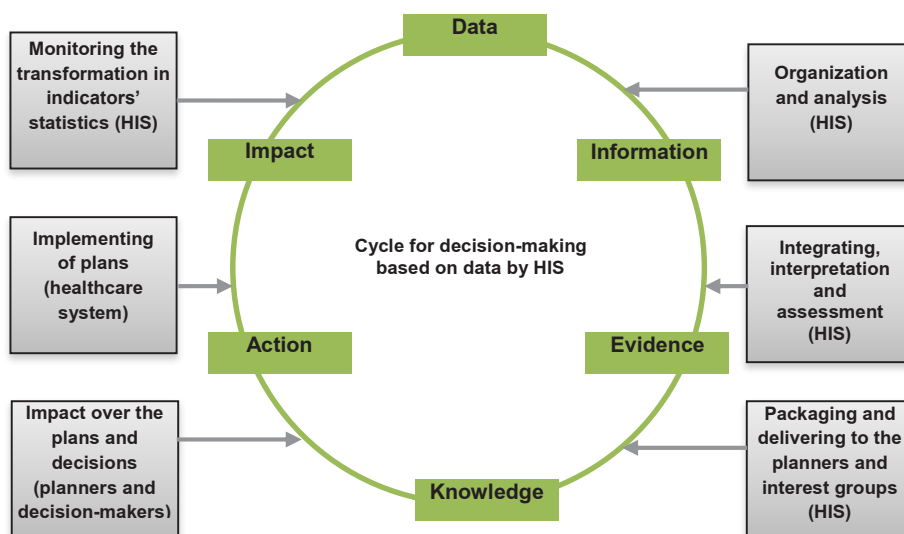 Data
Monitoring the
transformation in
indicators’
statistics (HIS)
Organization
and analysis
(HIS)
Impact
Information
Cycle for decision-making
based on data by HIS
Implementing
of plans
(healthcare
system)
Integrating,
interpretation
and
assessment
(HIS)
Action
Evidence
Impact over the
plans and
decisions
(planners and
decision-makers)
Packaging and
delivering to the
planners and
interest groups
(HIS)
Knowledge